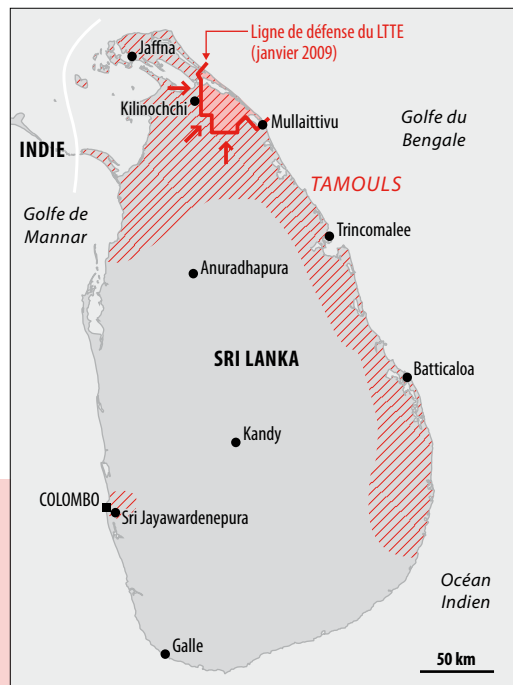 Ligne de défense du LTTE
(janvier 2009)
Jaffna
Kilinochchi
Mullaittivu
Golfe du
Bengale
INDIE
TAMOULS
Golfe de
Mannar
Trincomalee
Anuradhapura
SRI LANKA
Batticaloa
Kandy
COLOMBO
Sri Jayawardenepura
Océan
Indien
Galle
50 km